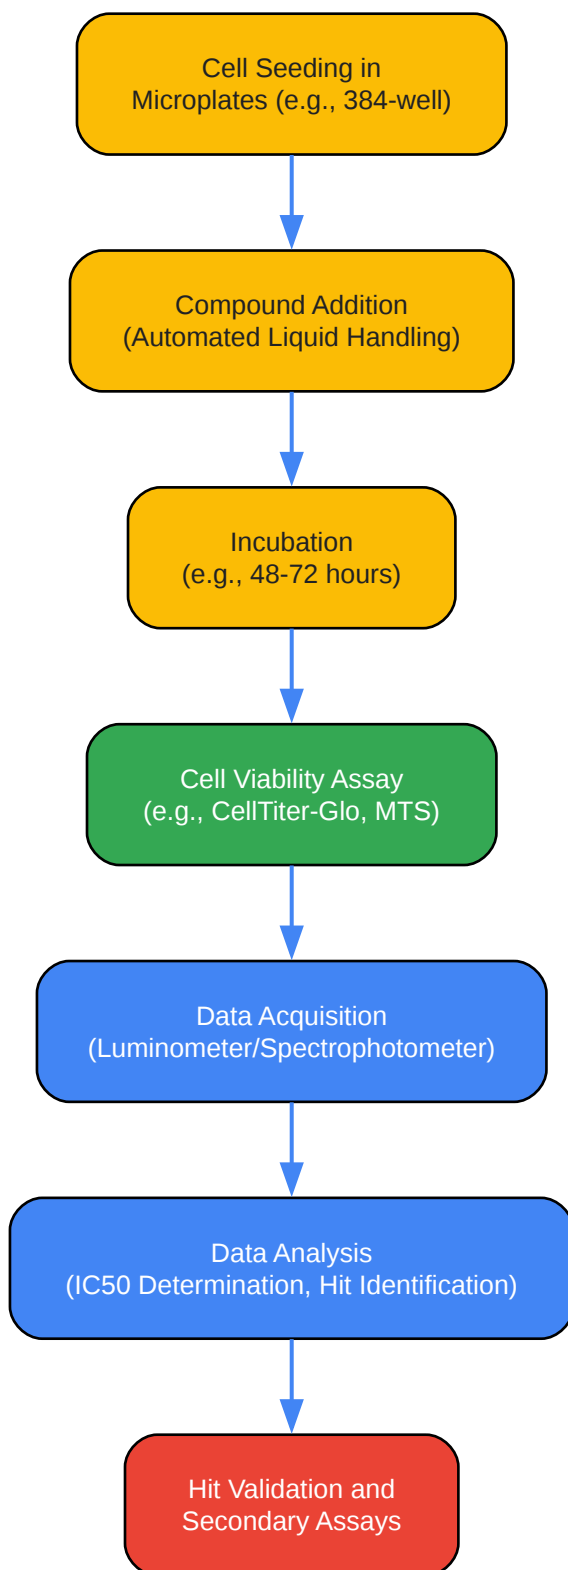 Cell Seeding in
Microplates (e.g., 384-well)
Compound Addition
(Automated Liquid Handling)
Incubation
(e.g., 48-72 hours)
Cell Viability Assay
(e.g., CellTiter-Glo, MTS)
Data Acquisition
(Luminometer/Spectrophotometer)
Data Analysis
(IC50 Determination, Hit Identification)
Hit Validation and
Secondary Assays